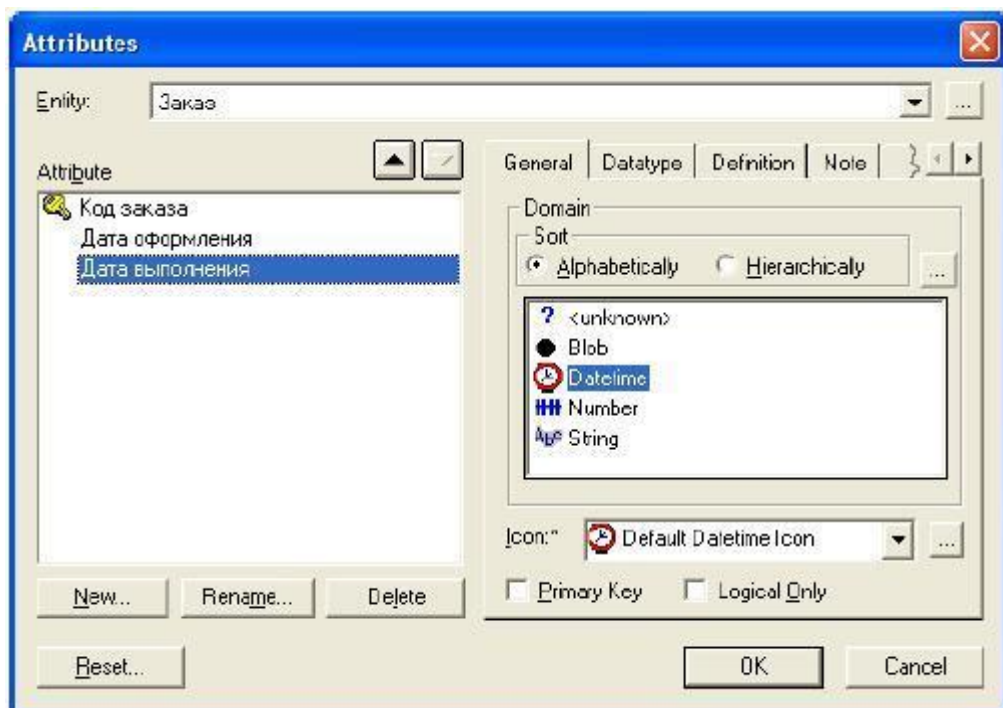 Attributes
Entity: Заказ ...
Attribute
Код заказа
Дата оформления
Дата выполнения
New... Rename... Delete
General Datatype Definition Note
Domain
Sort
Alphabetically Hierarchically ...
? <unknown>
Blob
Datetime
Number
String
Icon:* Default Datetime Icon ...
Primary Key Logical Only
Reset... OK Cancel